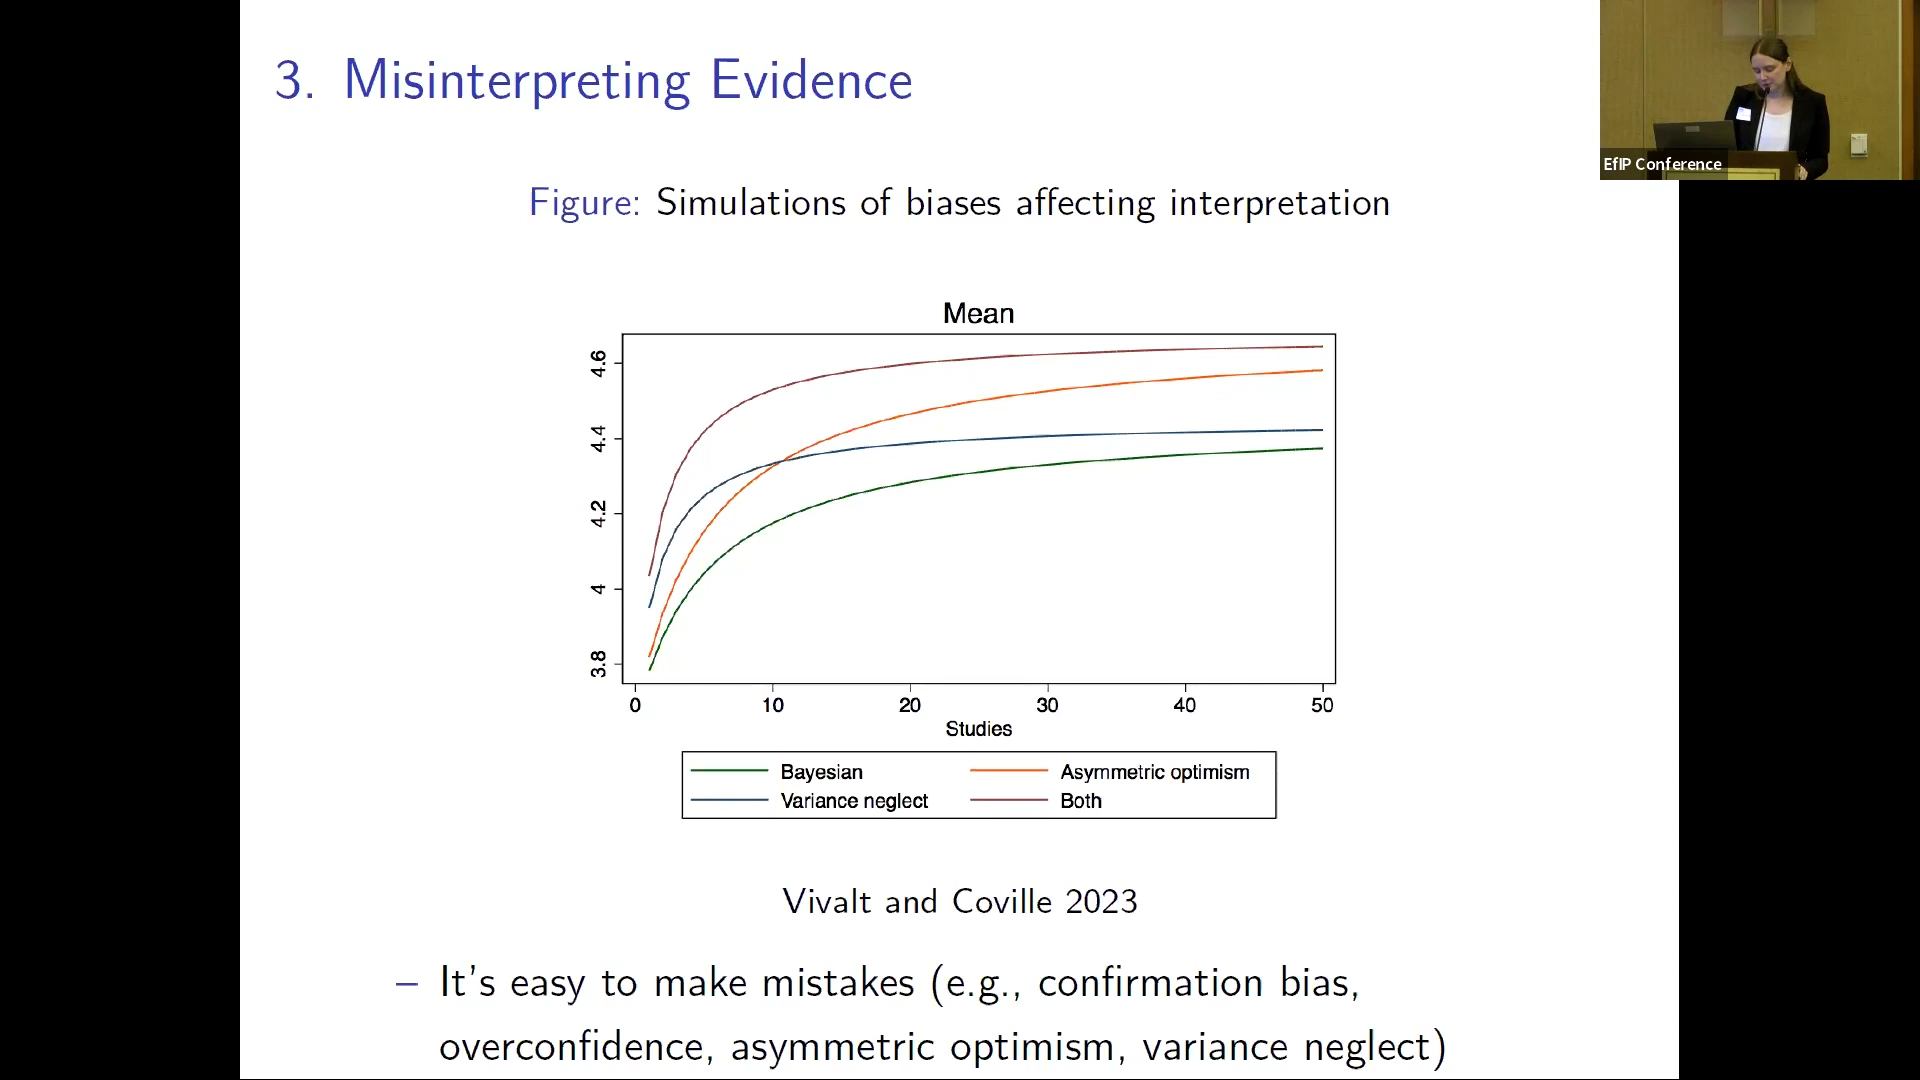 3. Misinterpreting Evidence
EfIP Conference
Figure: Simulations of biases affecting interpretation
Mean
4.6
4.4
4.2
4
3.8
0 10 20 30 40 50
Studies
Bayesian Asymmetric optimism
Variance neglect Both
Vivalt and Coville 2023
– It's easy to make mistakes (e.g., confirmation bias,
overconfidence, asymmetric optimism, variance neglect)